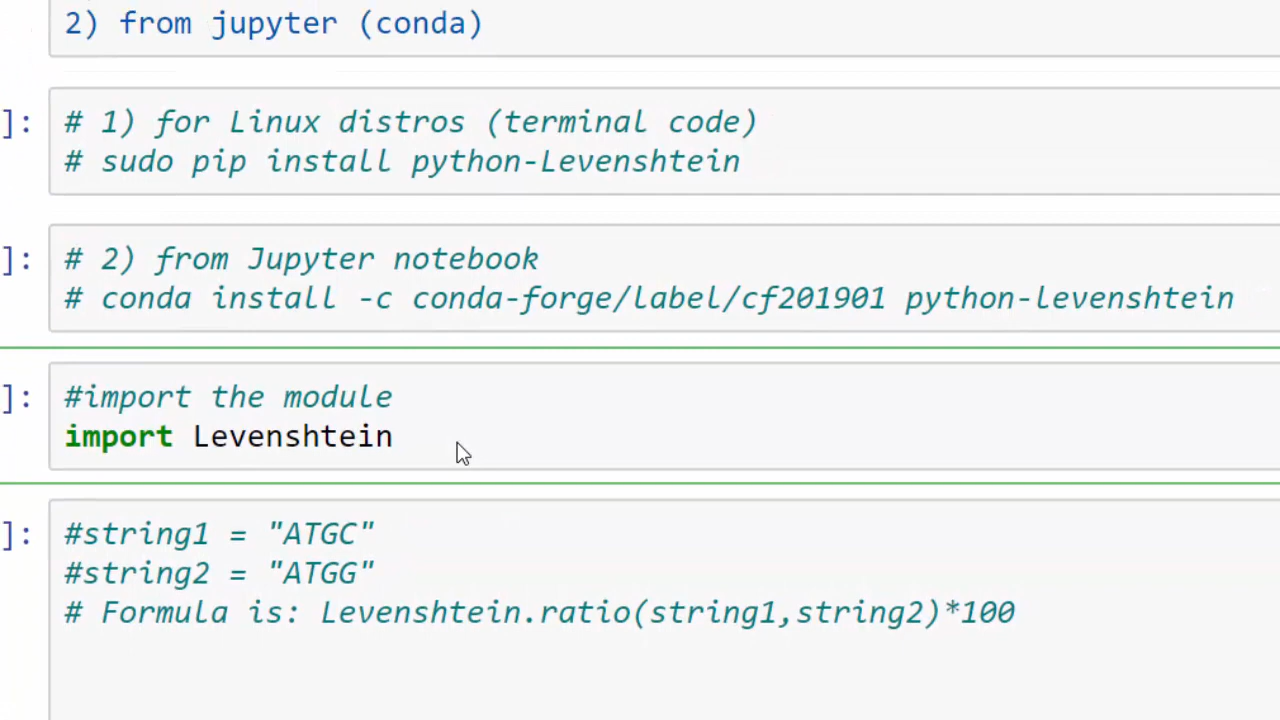 2) from jupyter (conda)
]:
# 1) for Linux distros (terminal code)
# sudo pip install python-Levenshtein
]:
# 2) from Jupyter notebook
# conda install -c conda-forge/label/cf201901 python-levenshtein
]:
#import the module
import Levenshtein
]:
#string1 = "ATGC"
#string2 = "ATGG"
# Formula is: Levenshtein.ratio(string1,string2)*100